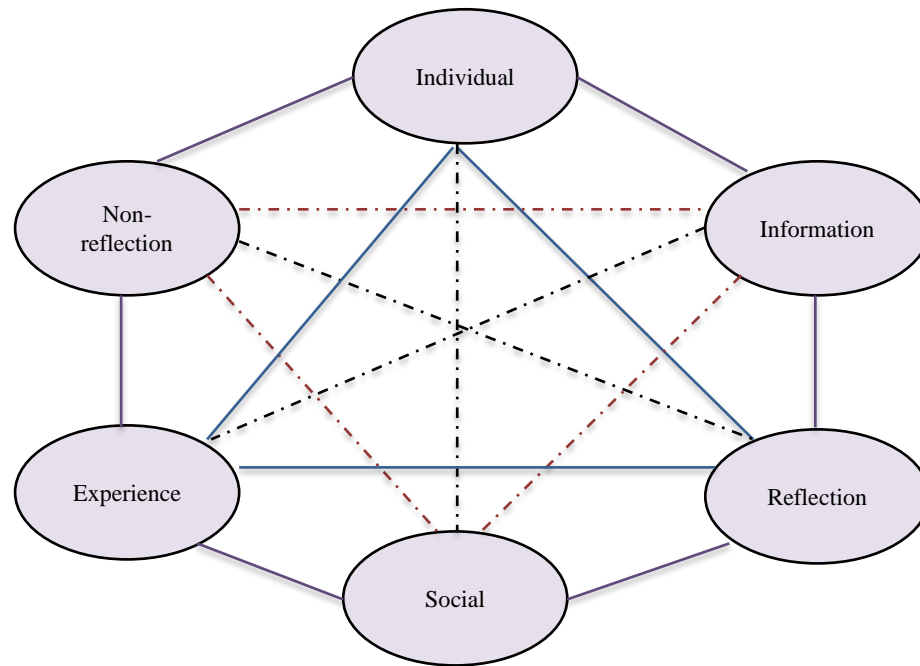 Individual
Non-
reflection
Information
Experience
Reflection
Social